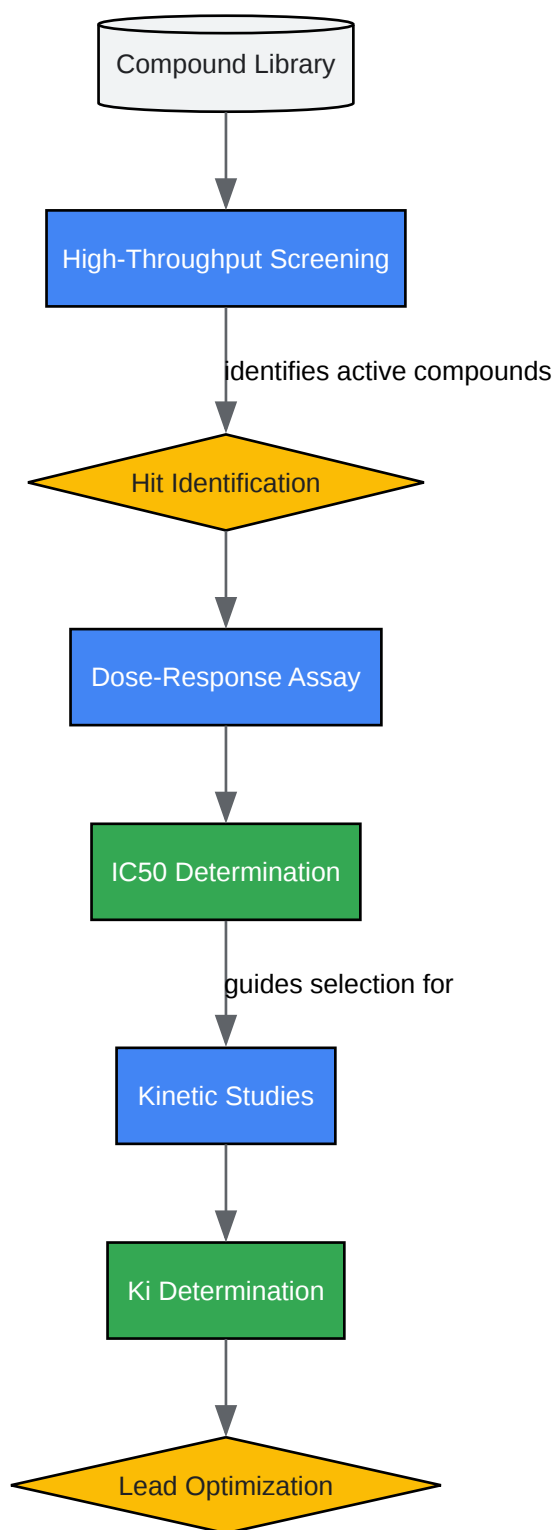 Compound Library
High-Throughput Screening
identifies active compounds
Hit Identification
Dose-Response Assay
IC50 Determination
guides selection for
Kinetic Studies
Ki Determination
Lead Optimization